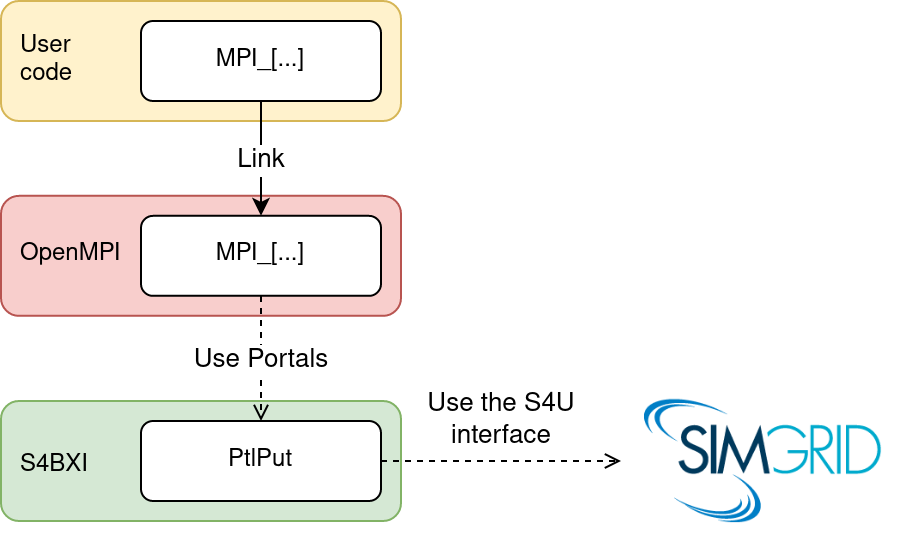 User
code
MPI_[...]
Link
OpenMPI
MPI_[...]
Use Portals
Use the S4U
interface
S4BXI
PtlPut
SIMGRID